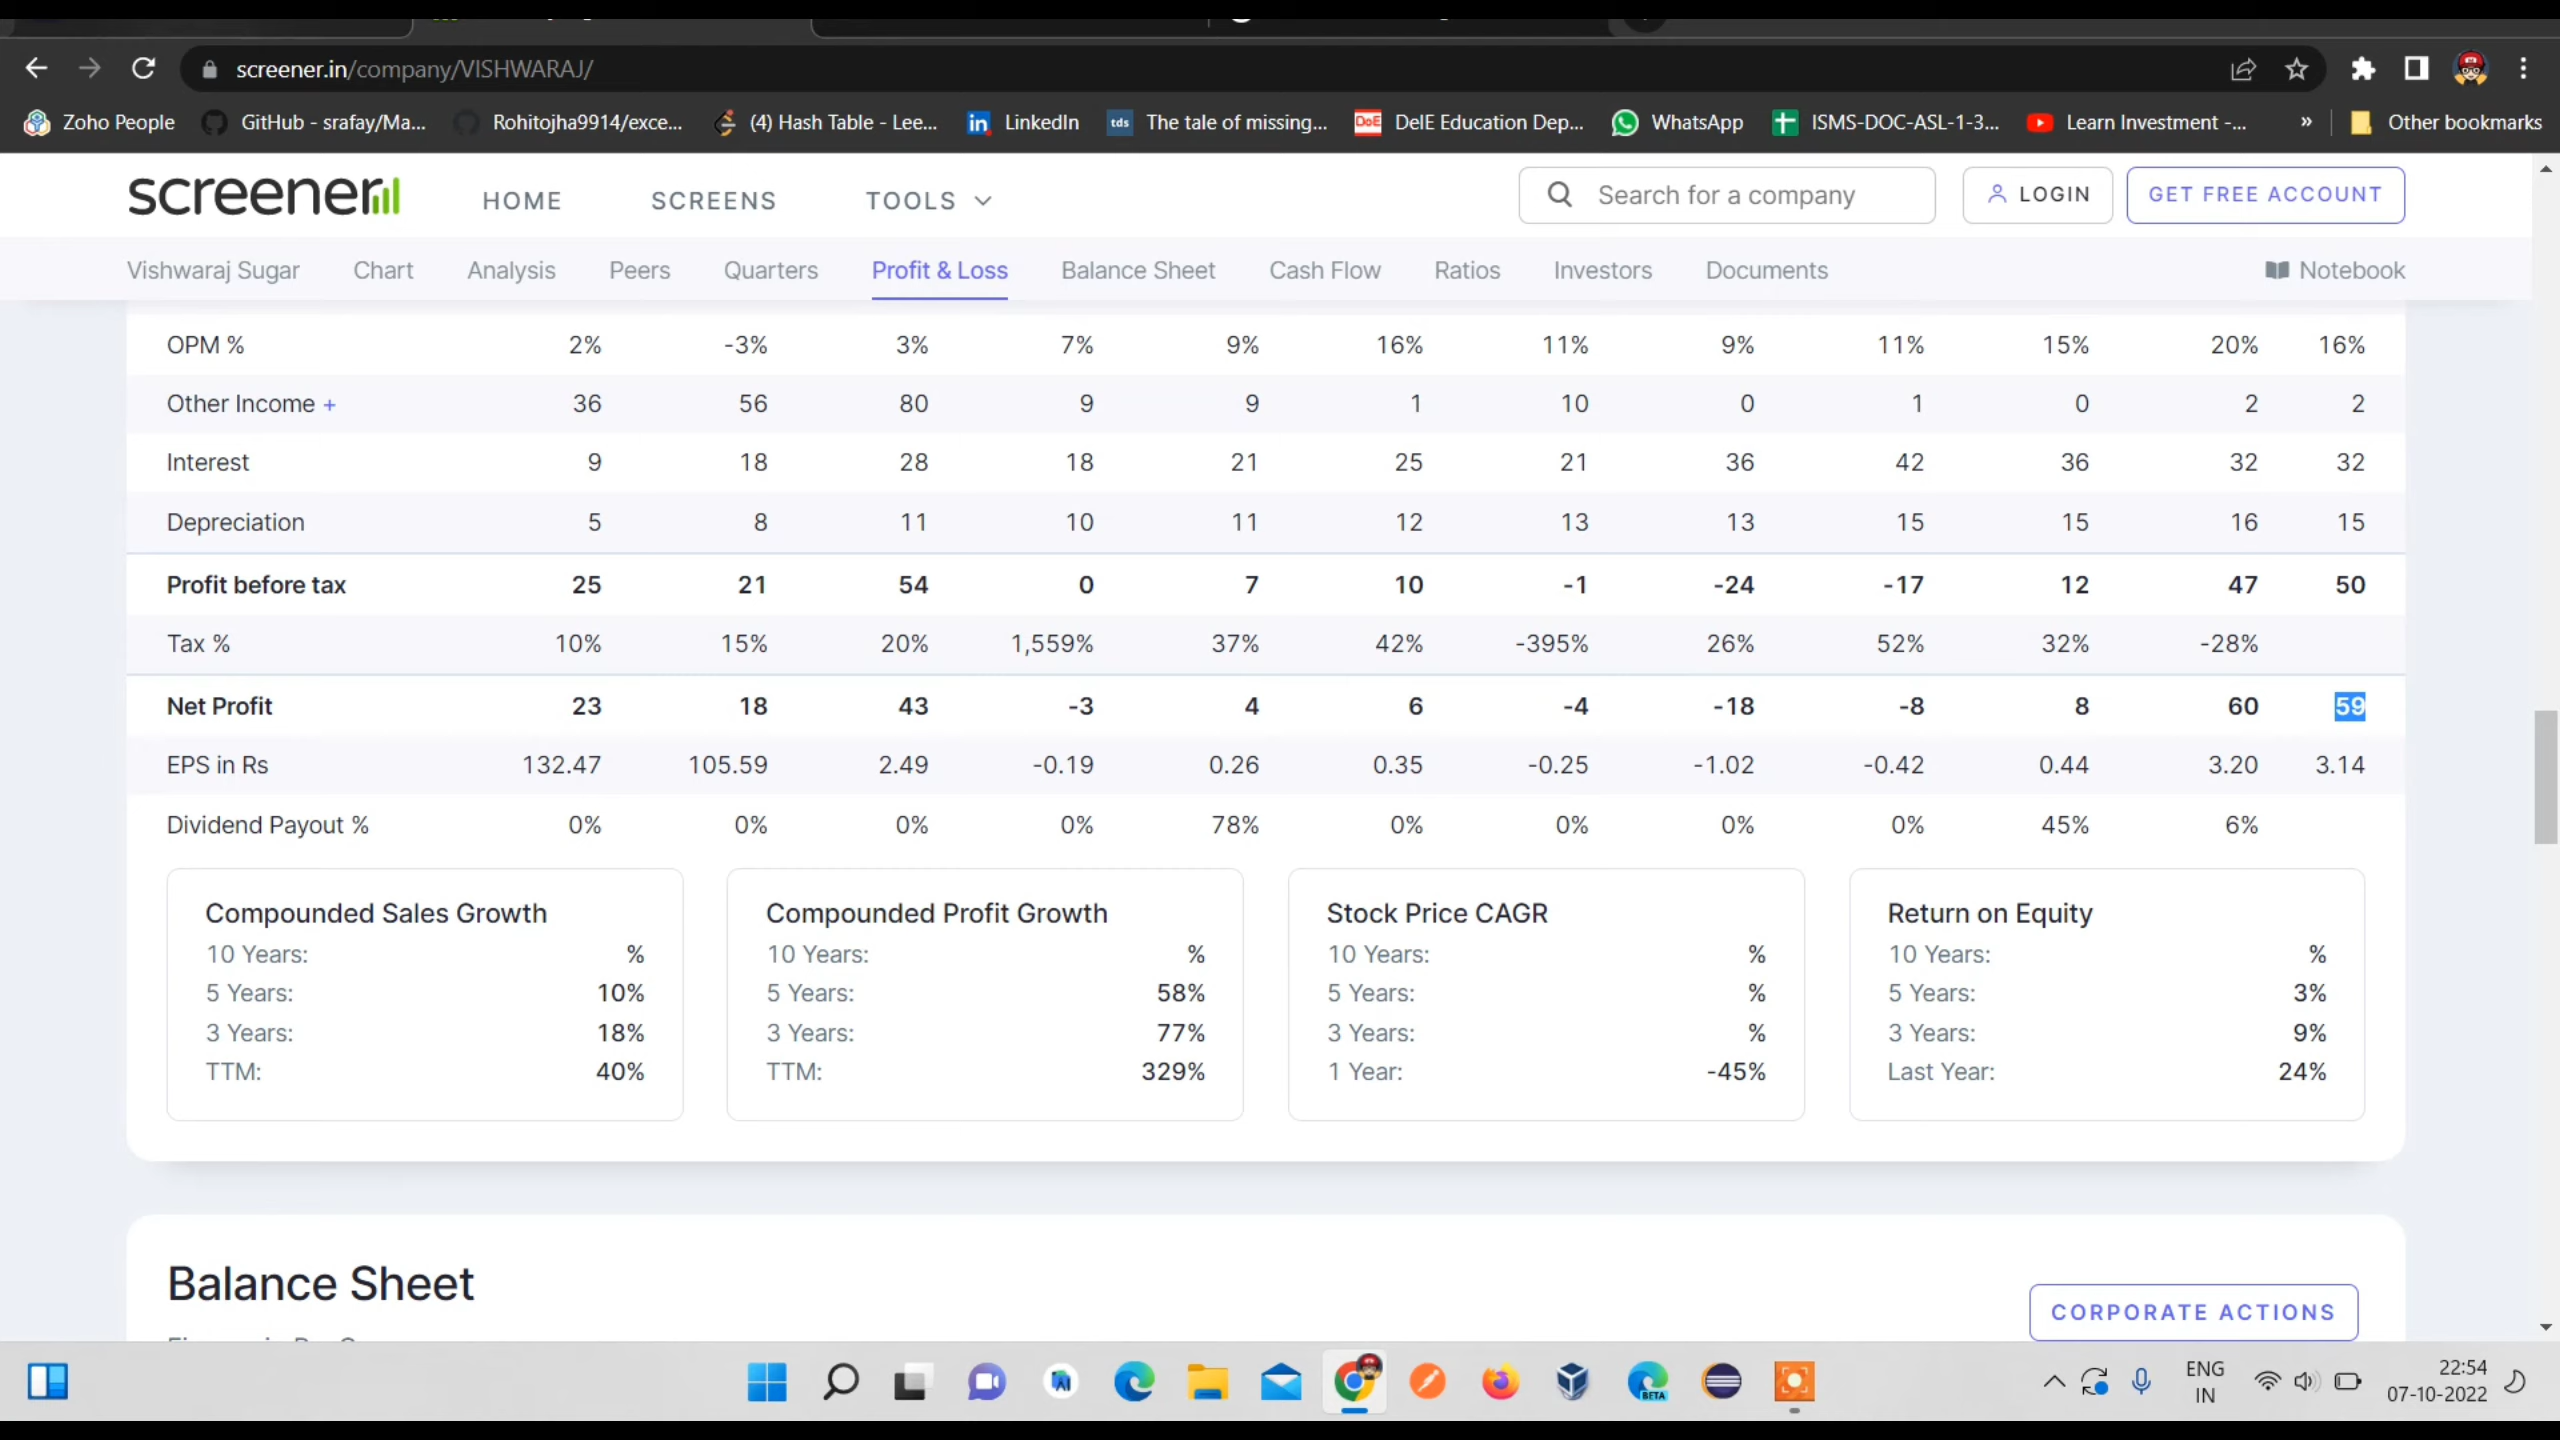 screener.in/company/VISHWARAJ/
Zoho People GitHub - srafay/Ma... Rohitojha9914/exce... (4) Hash Table - Lee... in LinkedIn tds The tale of missing... DoE DelE Education Dep... WhatsApp ISMS-DOC-ASL-1-3... Learn Investment -... » Other bookmarks
screener HOME SCREENS TOOLS Search for a company LOGIN GET FREE ACCOUNT
Vishwaraj Sugar Chart Analysis Peers Quarters Profit & Loss Balance Sheet Cash Flow Ratios Investors Documents Notebook
OPM % 2% -3% 3% 7% 9% 16% 11% 9% 11% 15% 20% 16%
Other Income + 36 56 80 9 9 1 10 0 1 0 2 2
Interest 9 18 28 18 21 25 21 36 42 36 32 32
Depreciation 5 8 11 10 11 12 13 13 15 15 16 15
Profit before tax 25 21 54 0 7 10 -1 -24 -17 12 47 50
Tax % 10% 15% 20% 1,559% 37% 42% -395% 26% 52% 32% -28%
Net Profit 23 18 43 -3 4 6 -4 -18 -8 8 60 59
EPS in Rs 132.47 105.59 2.49 -0.19 0.26 0.35 -0.25 -1.02 -0.42 0.44 3.20 3.14
Dividend Payout % 0% 0% 0% 0% 78% 0% 0% 0% 0% 45% 6%
Compounded Sales Growth
10 Years: %
5 Years: 10%
3 Years: 18%
TTM: 40%
Compounded Profit Growth
10 Years: %
5 Years: 58%
3 Years: 77%
TTM: 329%
Stock Price CAGR
10 Years: %
5 Years: %
3 Years: %
1 Year: -45%
Return on Equity
10 Years: %
5 Years: 3%
3 Years: 9%
Last Year: 24%
Balance Sheet
CORPORATE ACTIONS
BETA
ENG
IN
22:54
07-10-2022